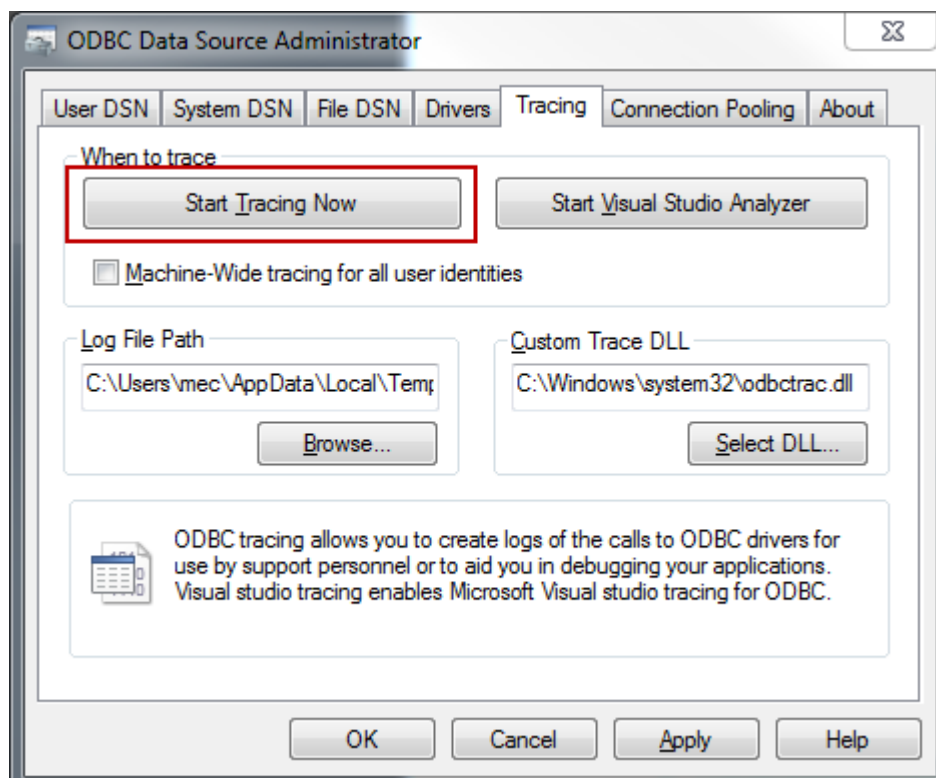 ODBC Data Source Administrator
User DSN System DSN File DSN Drivers Tracing Connection Pooling About
When to trace
Start Tracing Now Start Visual Studio Analyzer
Machine-Wide tracing for all user identities
Log File Path Custom Trace DLL
C:\Users\mec\AppData\Local\Temp C:\Windows\system32\odbctrac.dll
Browse... Select DLL...
ODBC tracing allows you to create logs of the calls to ODBC drivers for
use by support personnel or to aid you in debugging your applications.
Visual studio tracing enables Microsoft Visual studio tracing for ODBC.
OK Cancel Apply Help